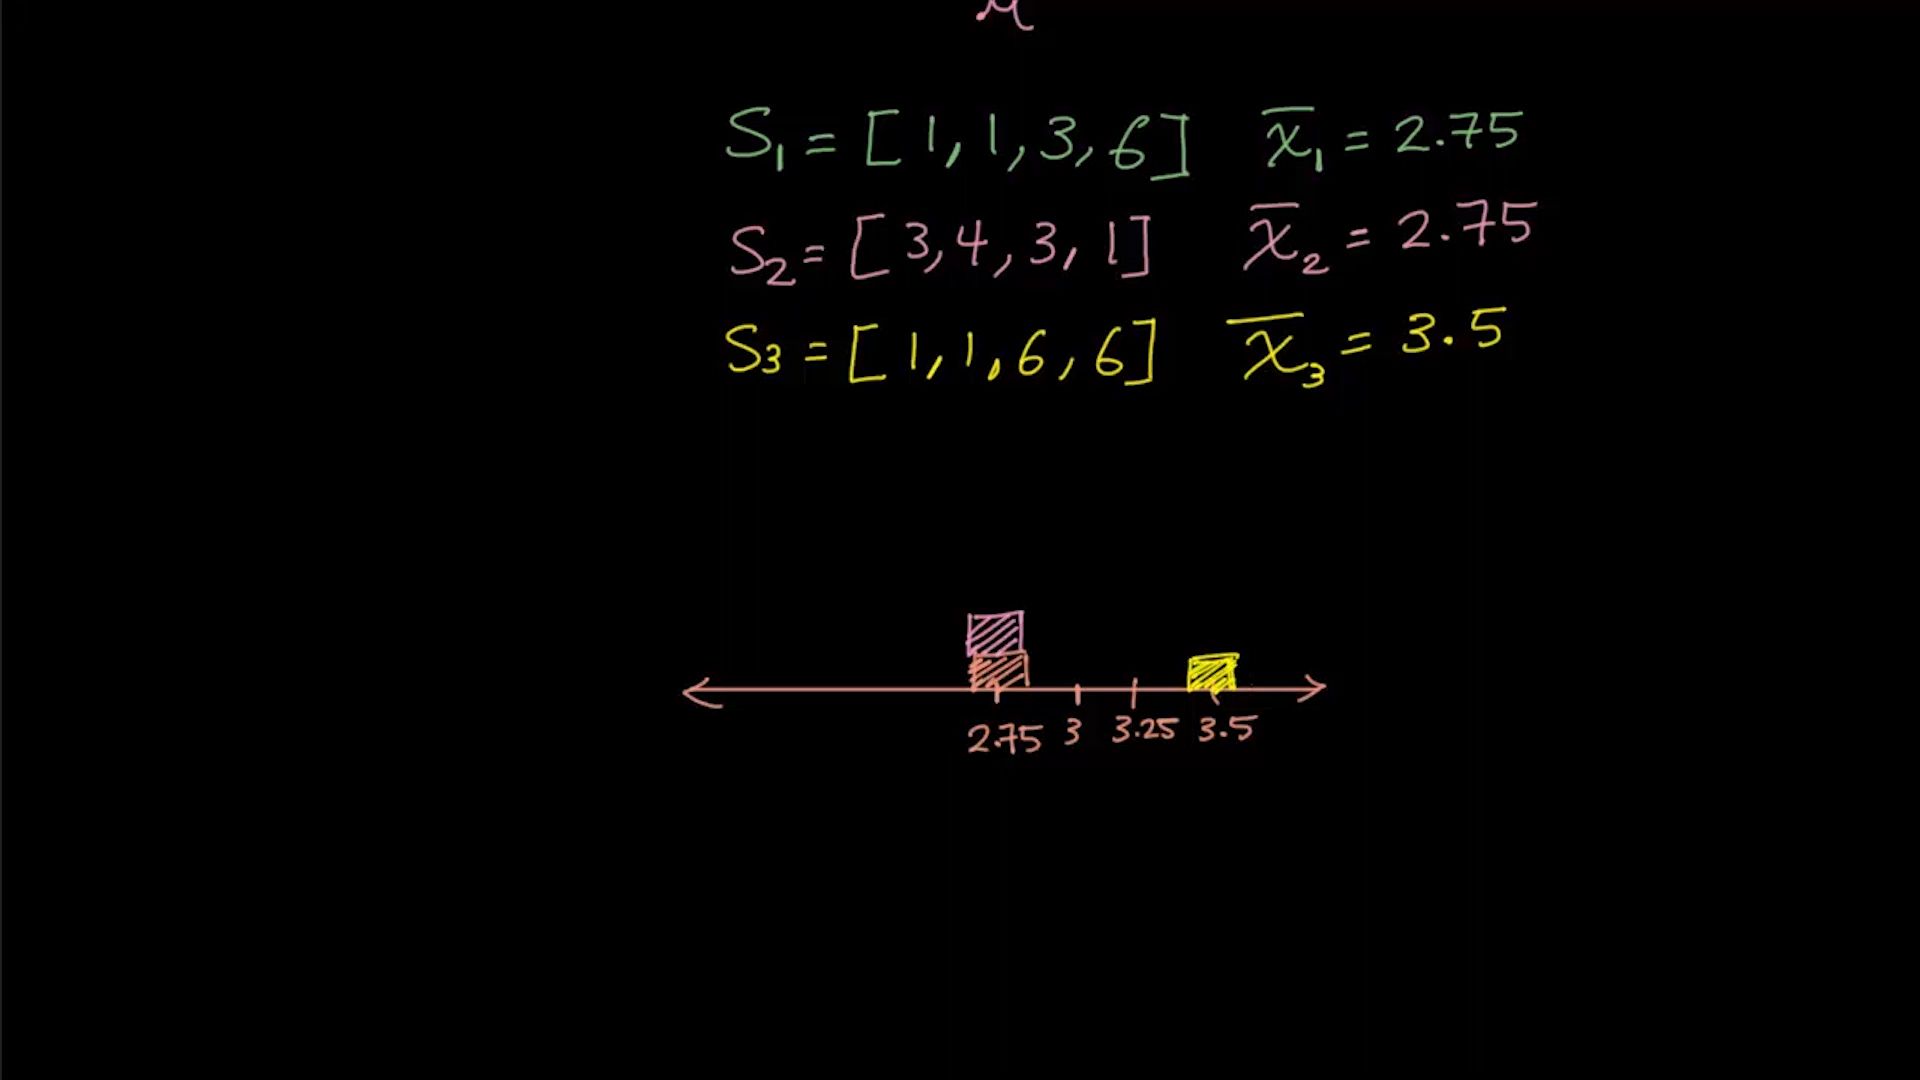 S₁ = [1, 1, 3, 6] x̄₁ = 2.75
S₂ = [3, 4, 3, 1] x̄₂ = 2.75
S₃ = [1, 1, 6, 6] x̄₃ = 3.5
2.75 3 3.25 3.5